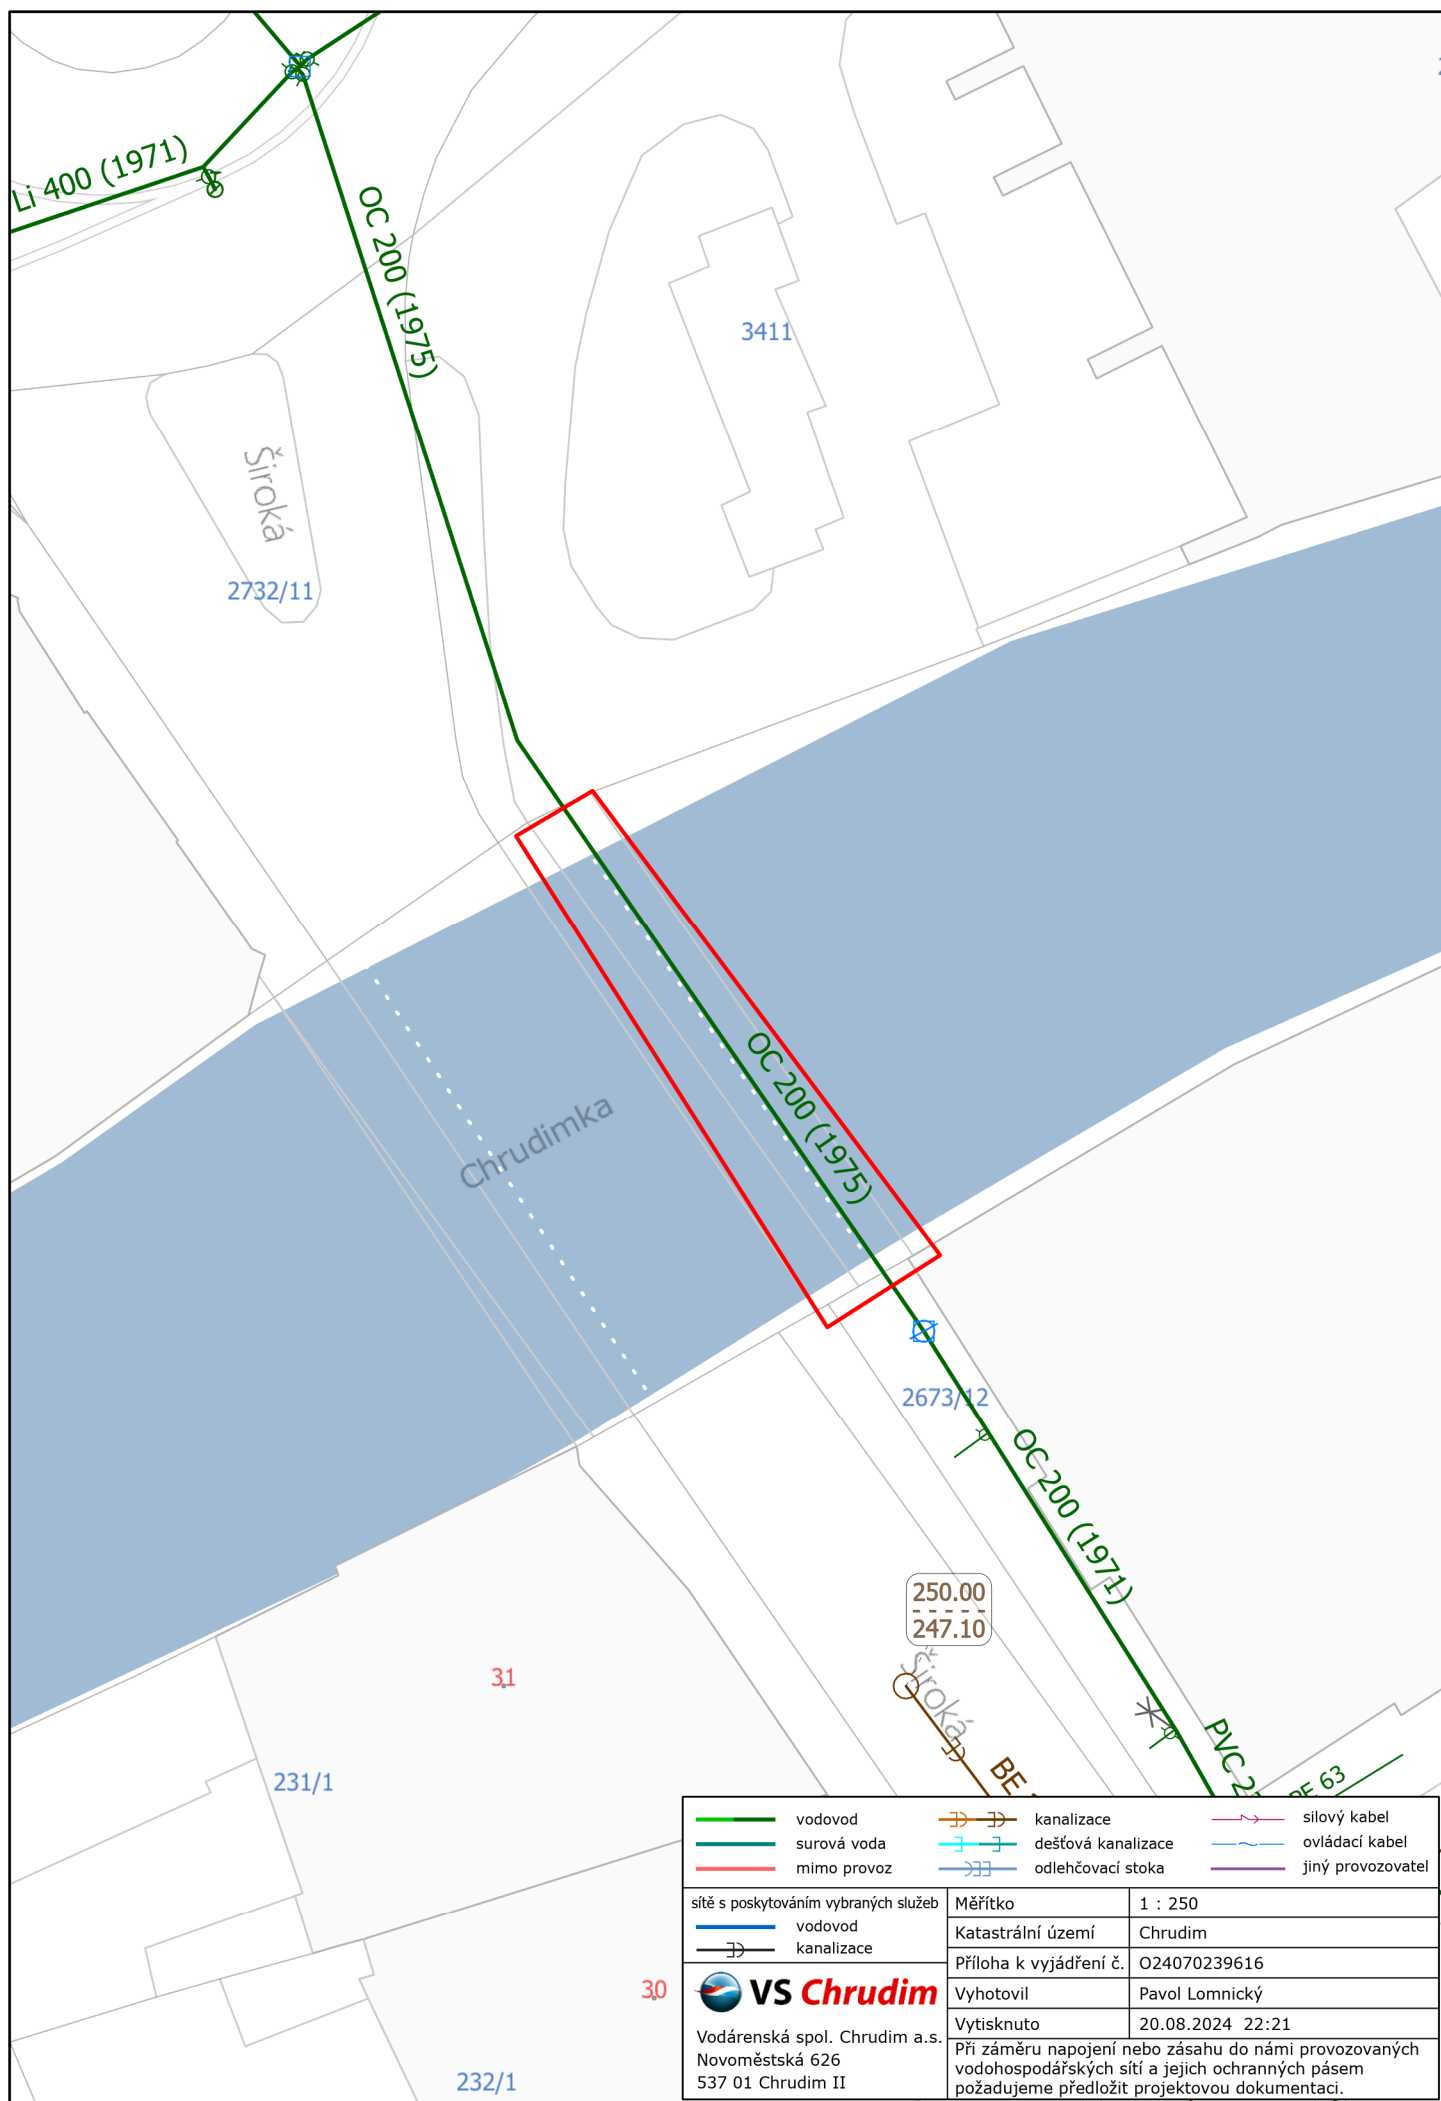 Li 400 (1971)
OC 200 (1975)
3411
Široká
2732/11
OC 200 (1975)
Chrudimka
2673/12
OC 200 (1971)
250.00
247.10
Široká
31
231/1
BE
PVC
PE 63
30
232/1
vodovod
surová voda
mimo provoz
kanalizace
dešťová kanalizace
odlehčovací stoka
silový kabel
ovládací kabel
jiný provozovatel
sítě s poskytováním vybraných služeb
vodovod
kanalizace
VS Chrudim
Vodárenská spol. Chrudim a.s.
Novoměstská 626
537 01 Chrudim II
Měřítko 1 : 250
Katastrální území Chrudim
Příloha k vyjádření č. O24070239616
Vyhotovil Pavol Lomnický
Vytisknuto 20.08.2024 22:21
Při záměru napojení nebo zásahu do námi provozovaných
vodohospodářských sítí a jejich ochranných pásem
požadujeme předložit projektovou dokumentaci.